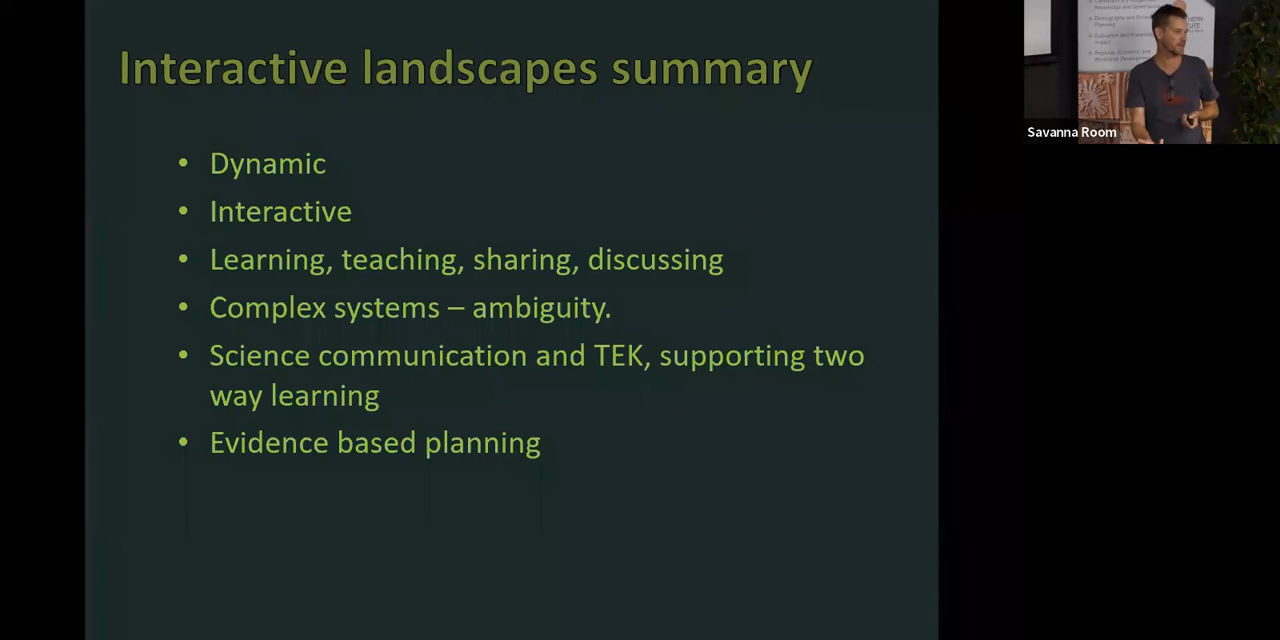 Interactive landscapes summary
• Dynamic
• Interactive
• Learning, teaching, sharing, discussing
• Complex systems – ambiguity.
• Science communication and TEK, supporting two
way learning
• Evidence based planning
Savanna Room